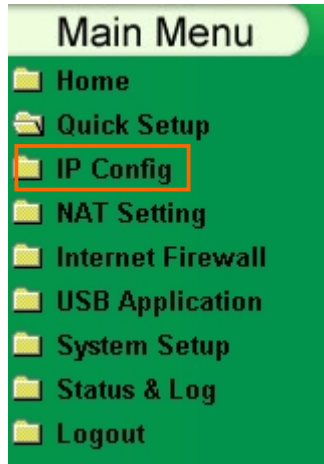 Main Menu
Home
Quick Setup
IP Config
NAT Setting
Internet Firewall
USB Application
System Setup
Status & Log
Logout